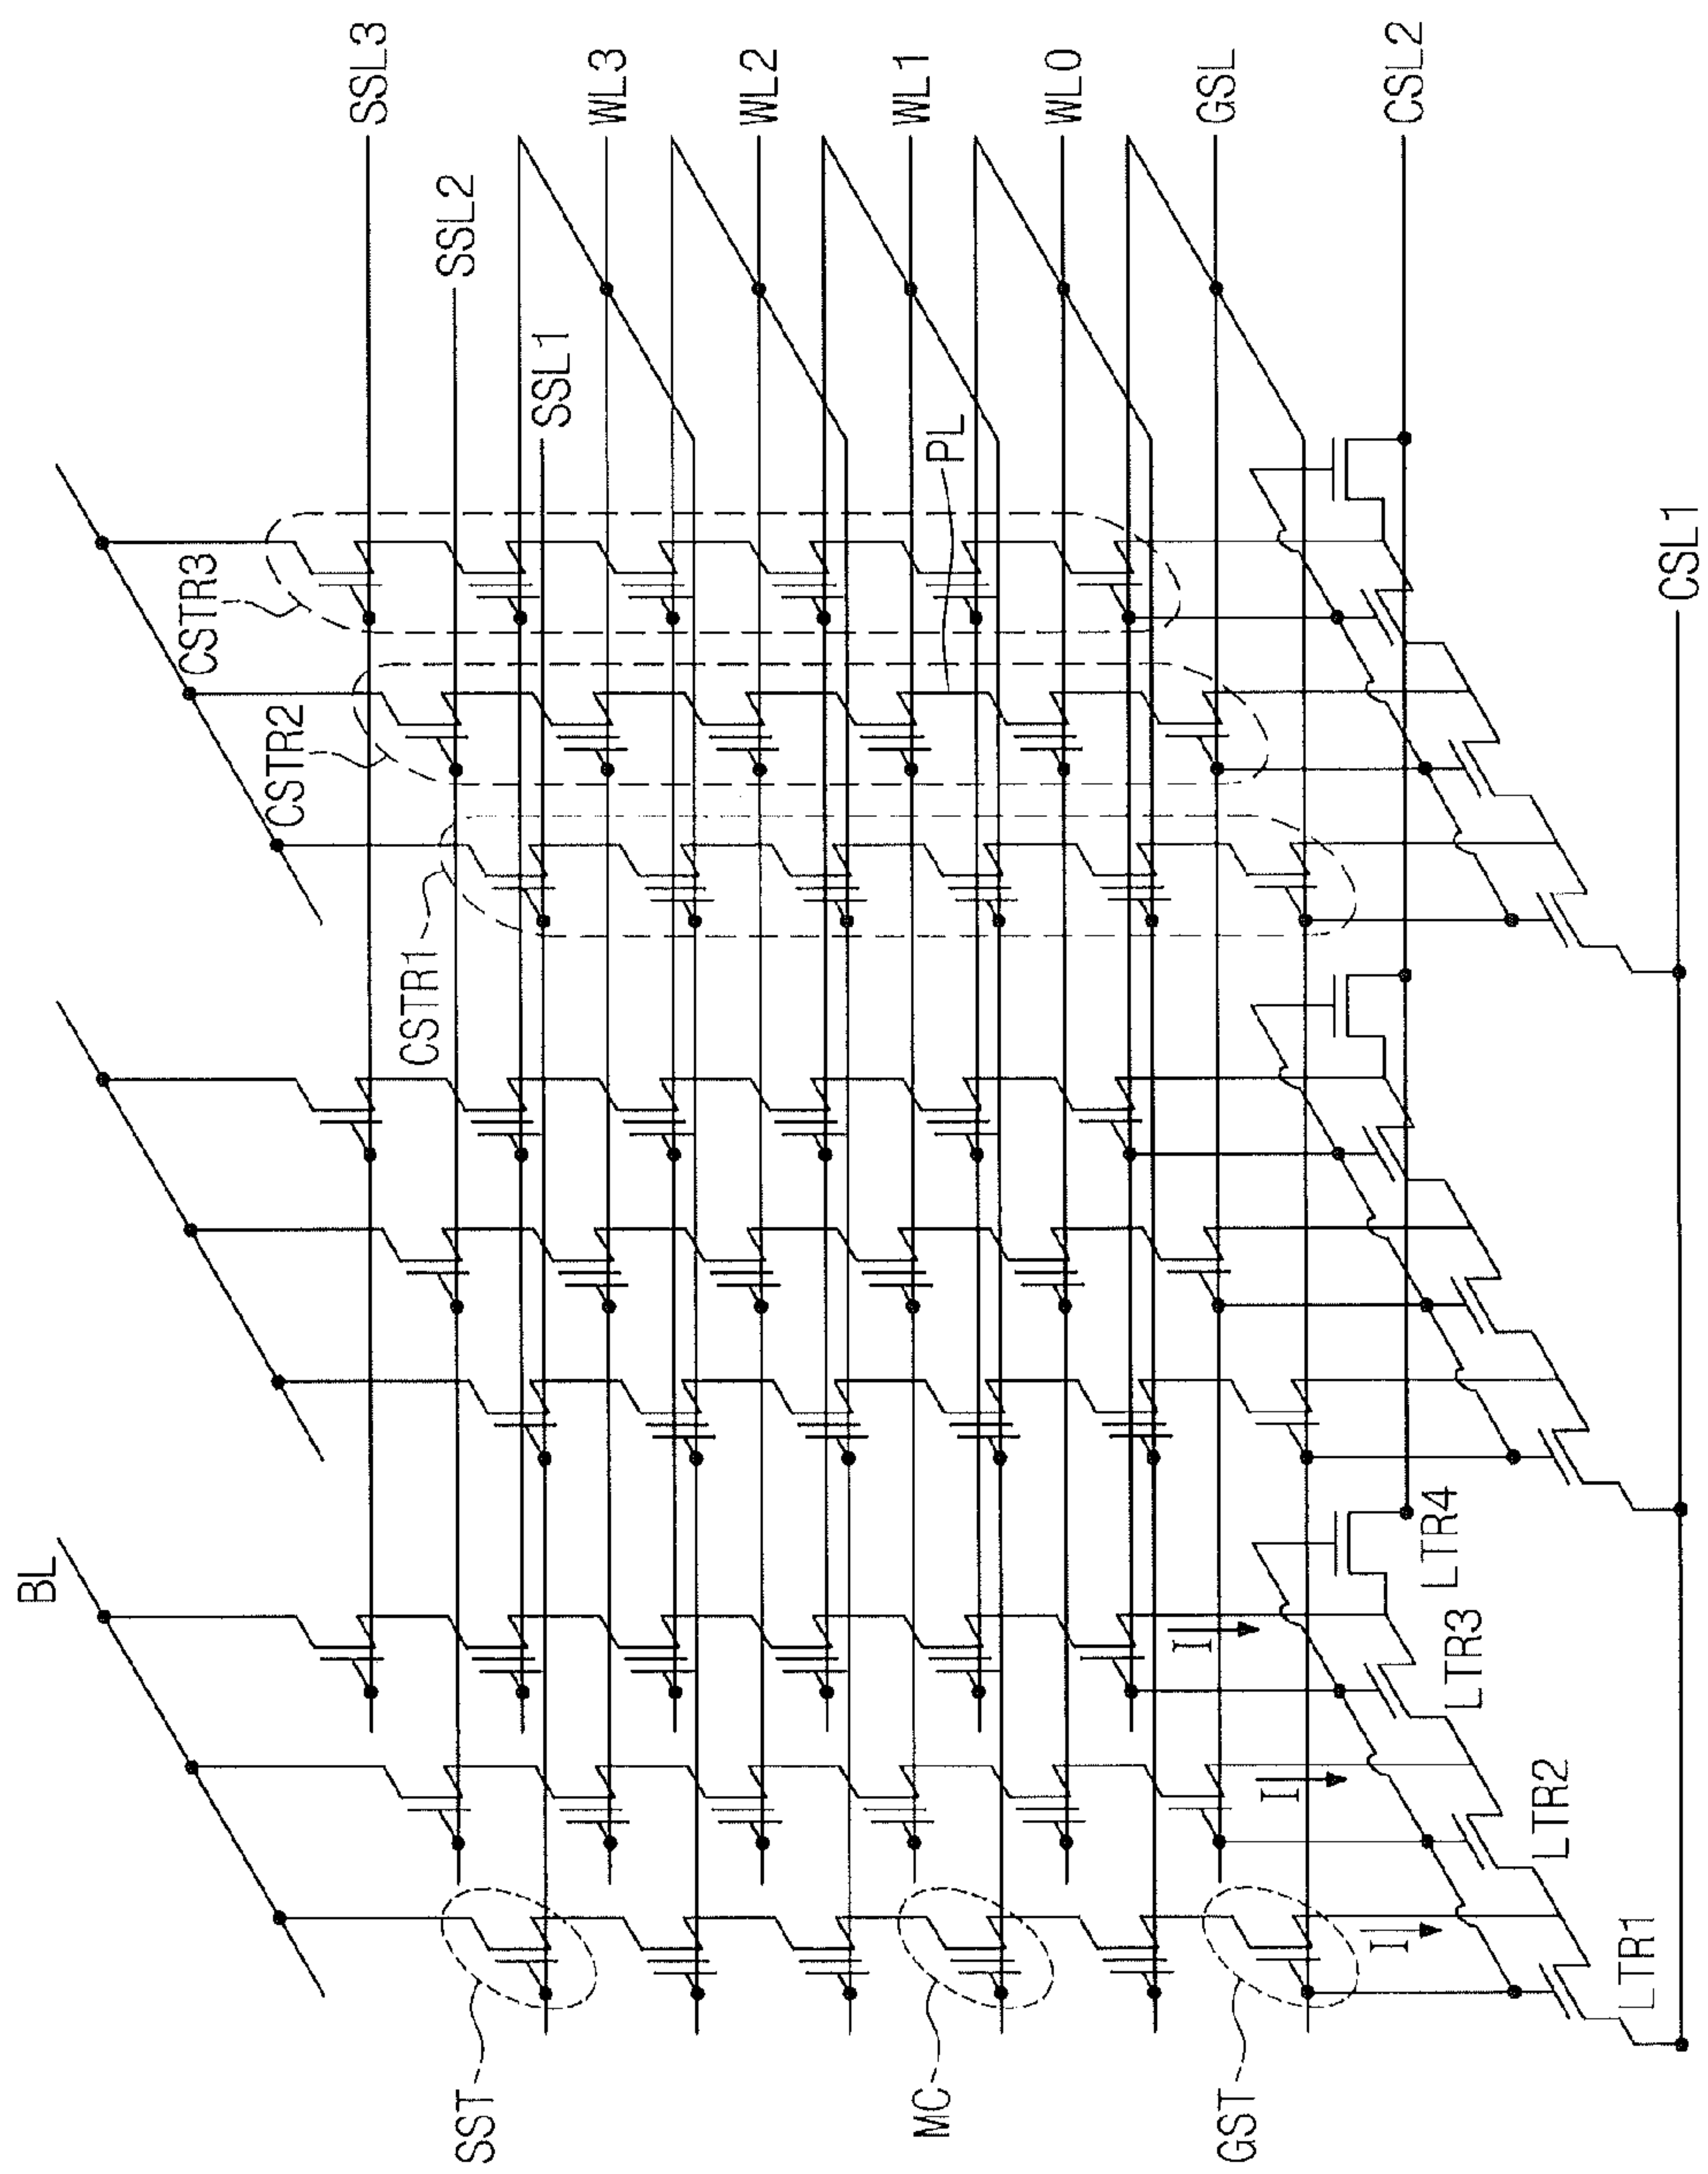 BL
SSL3
SSL2
SSL1
WL3
WL2
WL1
WL0
GSL
CSL2
CSL1
CSTR3
CSTR2
CSTR1
PL
SST
MC
GST
I
I
I
LTR4
LTR3
LTR2
LTR1